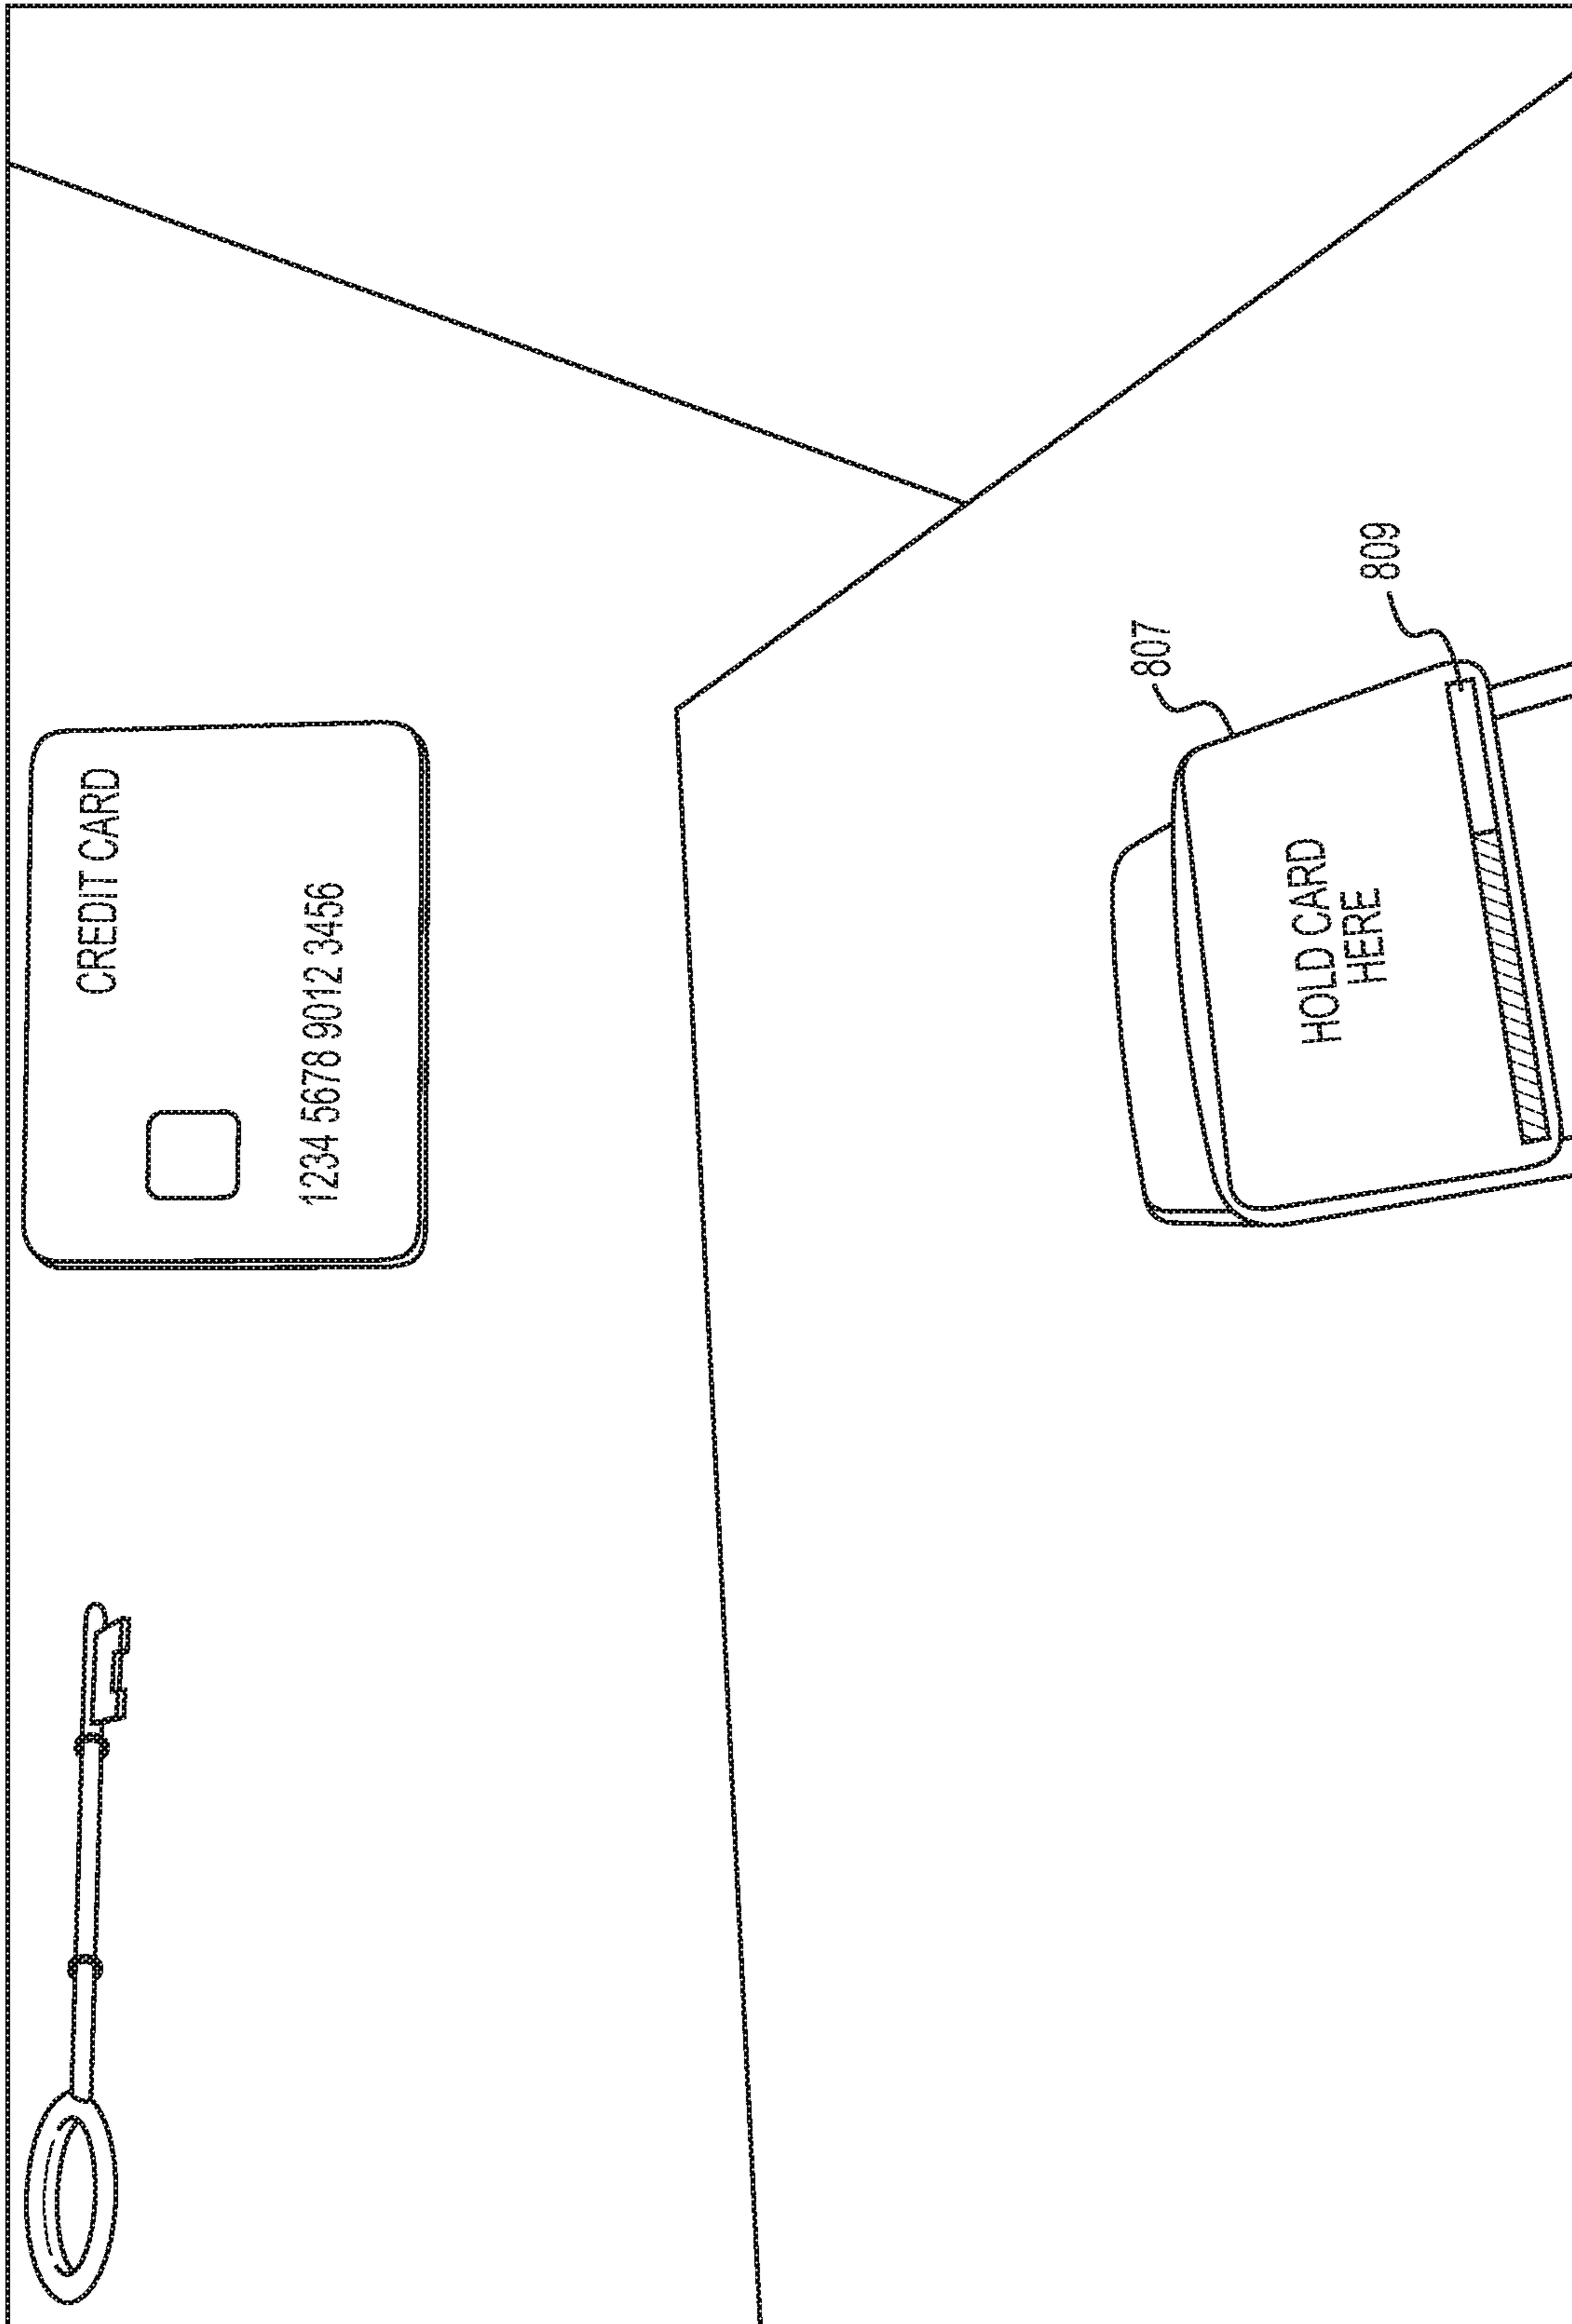 CREDIT CARD
1234 5678 9012 3456
807
809
HOLD CARD
HERE